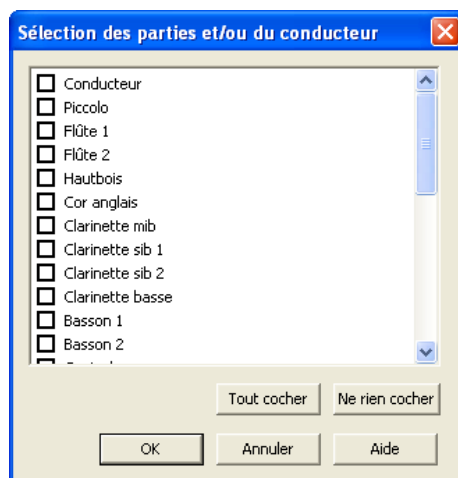 Sélection des parties et/ou du conducteur
Conducteur
Piccolo
Flûte 1
Flûte 2
Hautbois
Cor anglais
Clarinette mib
Clarinette sib 1
Clarinette sib 2
Clarinette basse
Basson 1
Basson 2
Tout cocher
Ne rien cocher
OK
Annuler
Aide